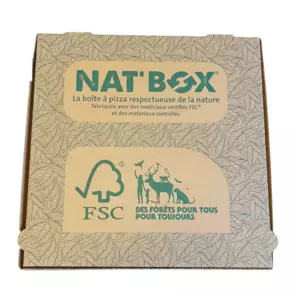 NAT'BOX
La boîte à pizza respectueuse de la nature
fabriquée avec des matériaux certifiés FSC®
et des matériaux contrôlés.
FSC
DES FORÊTS POUR TOUS
POUR TOUJOURS